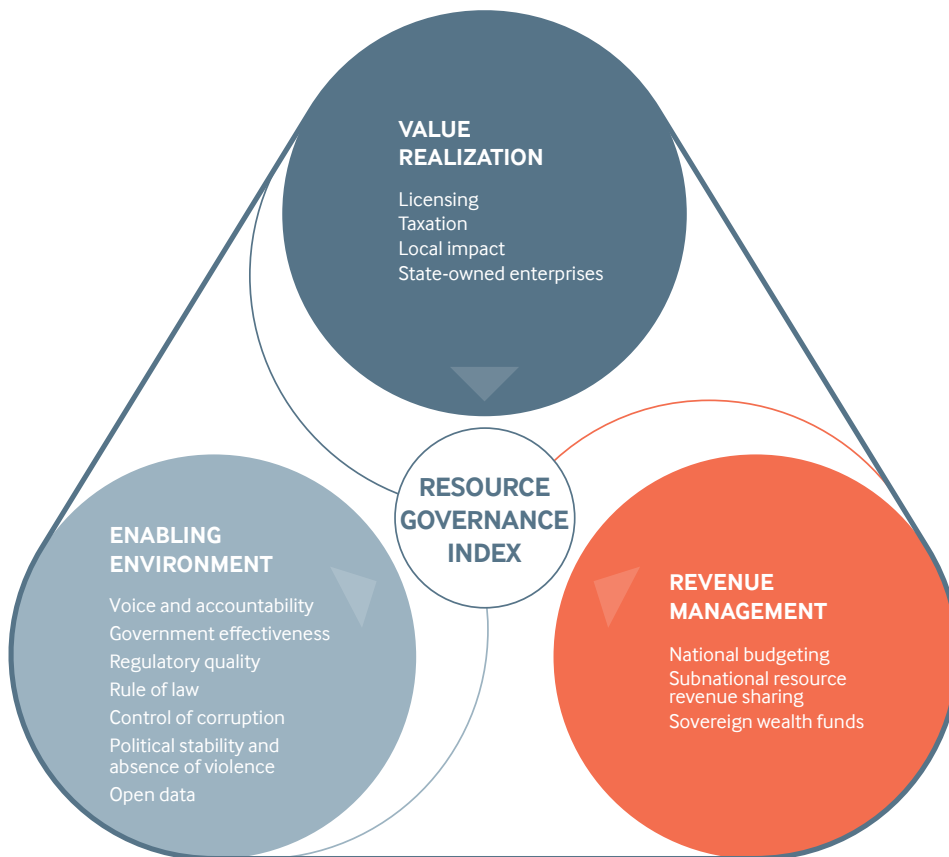 VALUE
REALIZATION
Licensing
Taxation
Local impact
State-owned enterprises
RESOURCE
GOVERNANCE
INDEX
ENABLING
ENVIRONMENT
Voice and accountability
Government effectiveness
Regulatory quality
Rule of law
Control of corruption
Political stability and
absence of violence
Open data
REVENUE
MANAGEMENT
National budgeting
Subnational resource
revenue sharing
Sovereign wealth funds